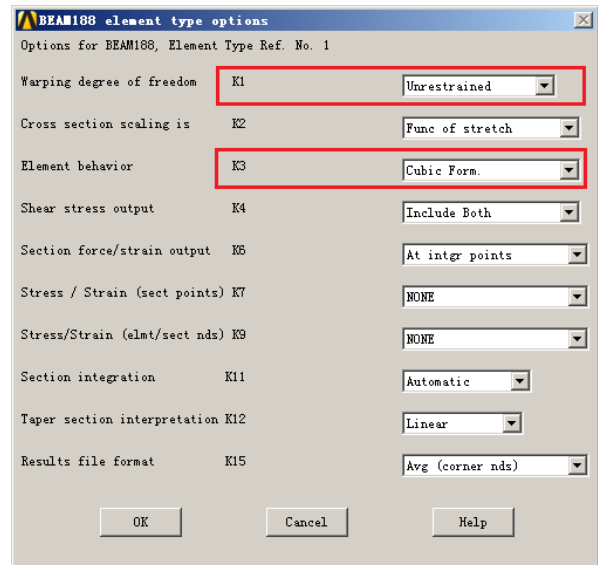 BEAM188 element type options
Options for BEAM188, Element Type Ref. No. 1
Warping degree of freedom K1 Unrestrained
Cross section scaling is K2 Func of stretch
Element behavior K3 Cubic Form.
Shear stress output K4 Include Both
Section force/strain output K6 At intgr points
Stress / Strain (sect points) K7 NONE
Stress/Strain (elmt/sect nds) K9 NONE
Section integration K11 Automatic
Taper section interpretation K12 Linear
Results file format K15 Avg (corner nds)
OK Cancel Help